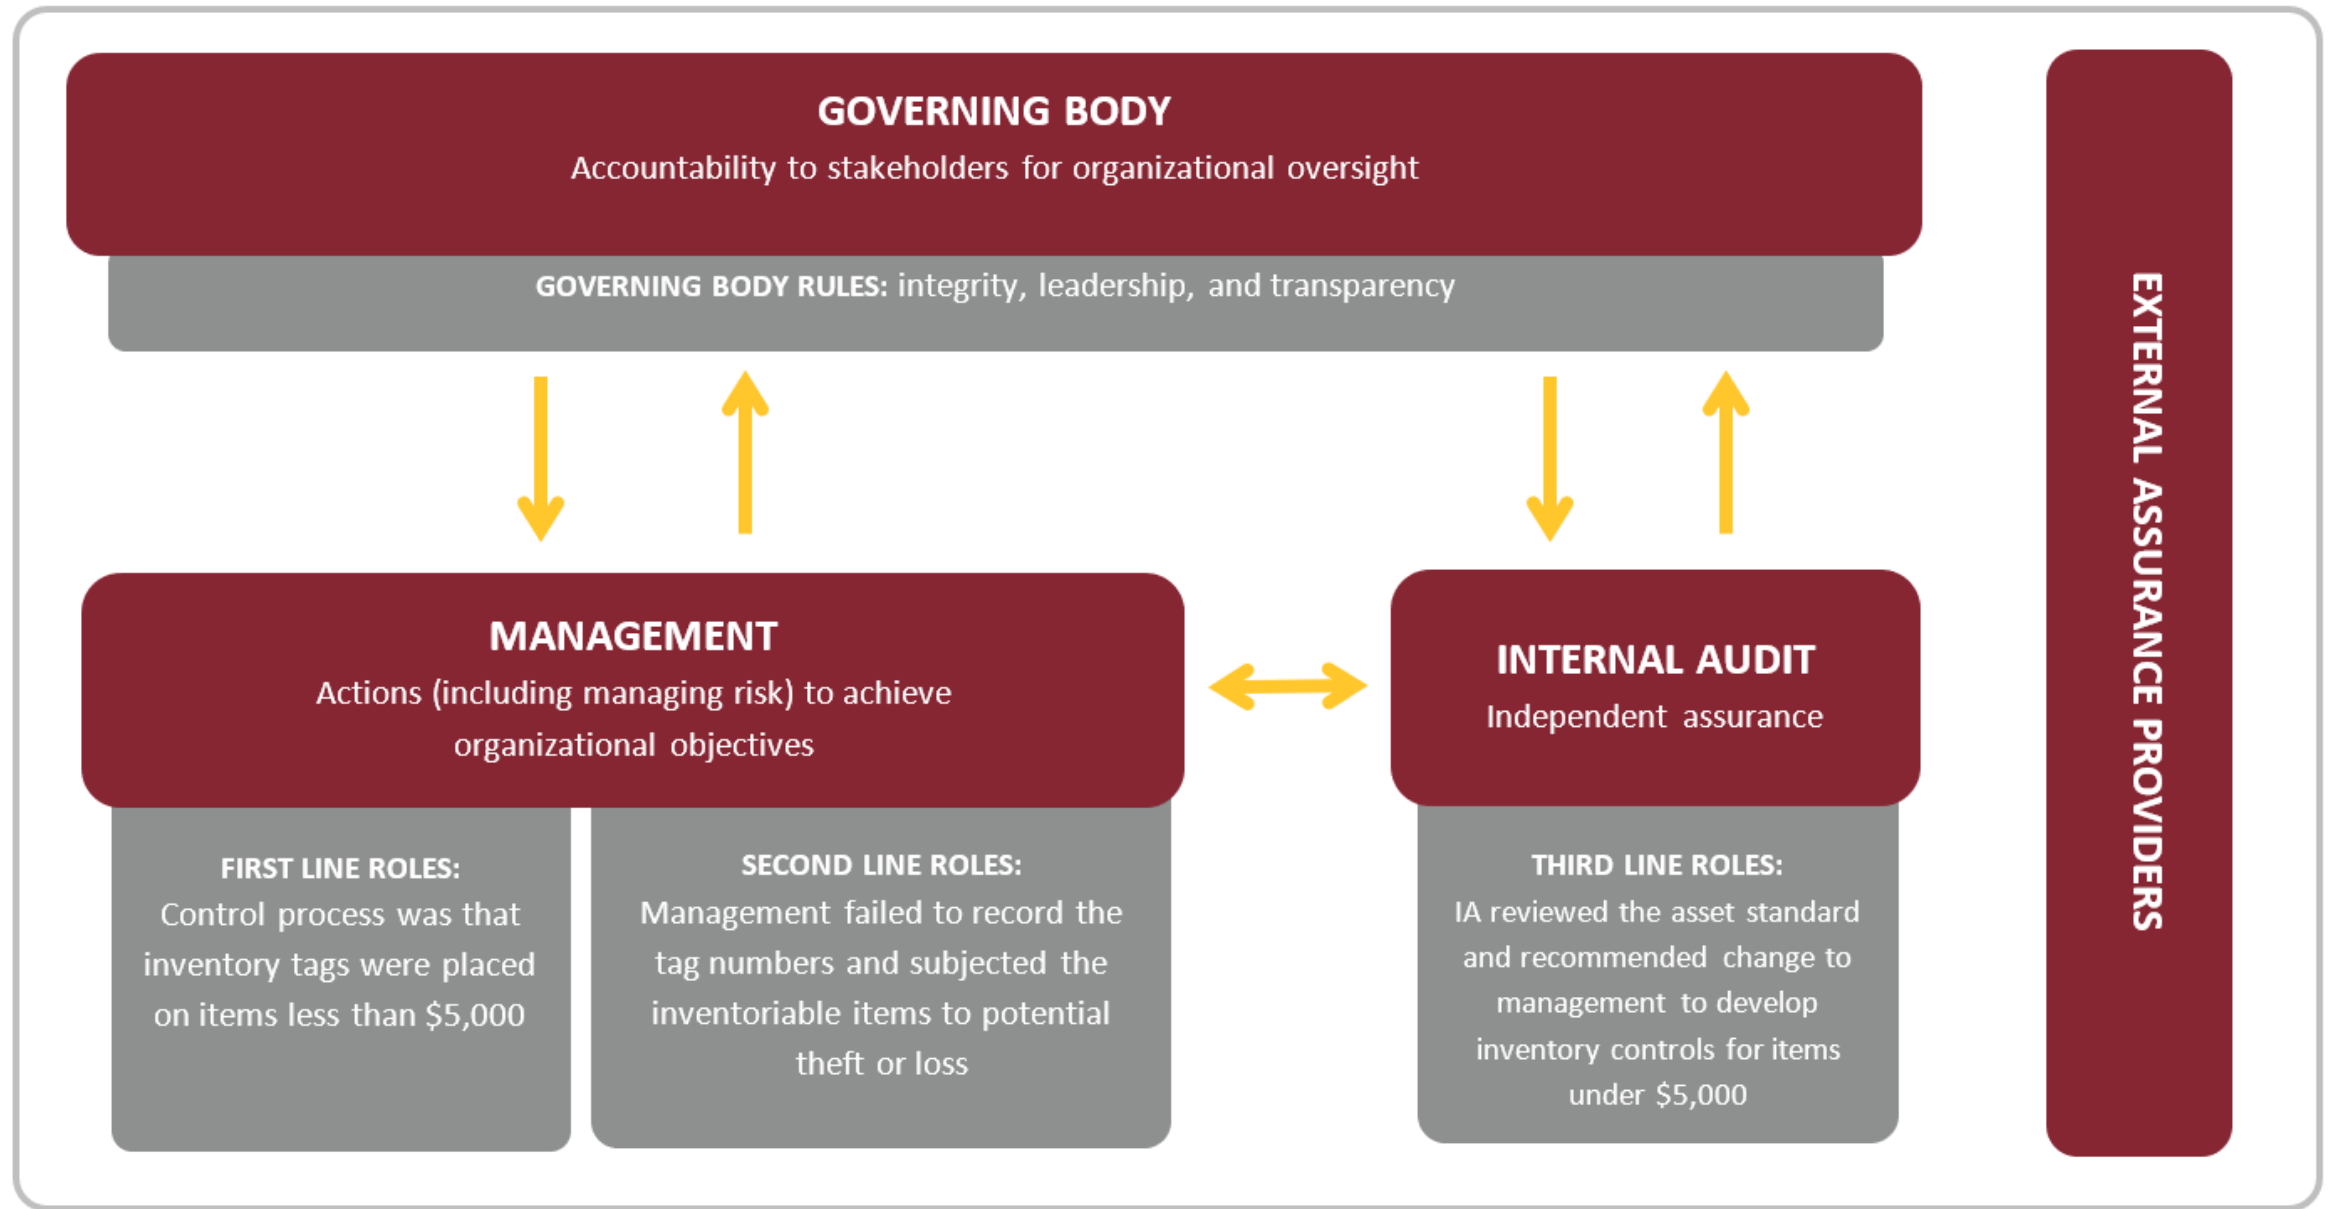 GOVERNING BODY
Accountability to stakeholders for organizational oversight
GOVERNING BODY RULES: integrity, leadership, and transparency
MANAGEMENT
Actions (including managing risk) to achieve
organizational objectives
INTERNAL AUDIT
Independent assurance
FIRST LINE ROLES:
Control process was that
inventory tags were placed
on items less than $5,000
SECOND LINE ROLES:
Management failed to record the
tag numbers and subjected the
inventoriable items to potential
theft or loss
THIRD LINE ROLES:
IA reviewed the asset standard
and recommended change to
management to develop
inventory controls for items
under $5,000
EXTERNAL ASSURANCE PROVIDERS